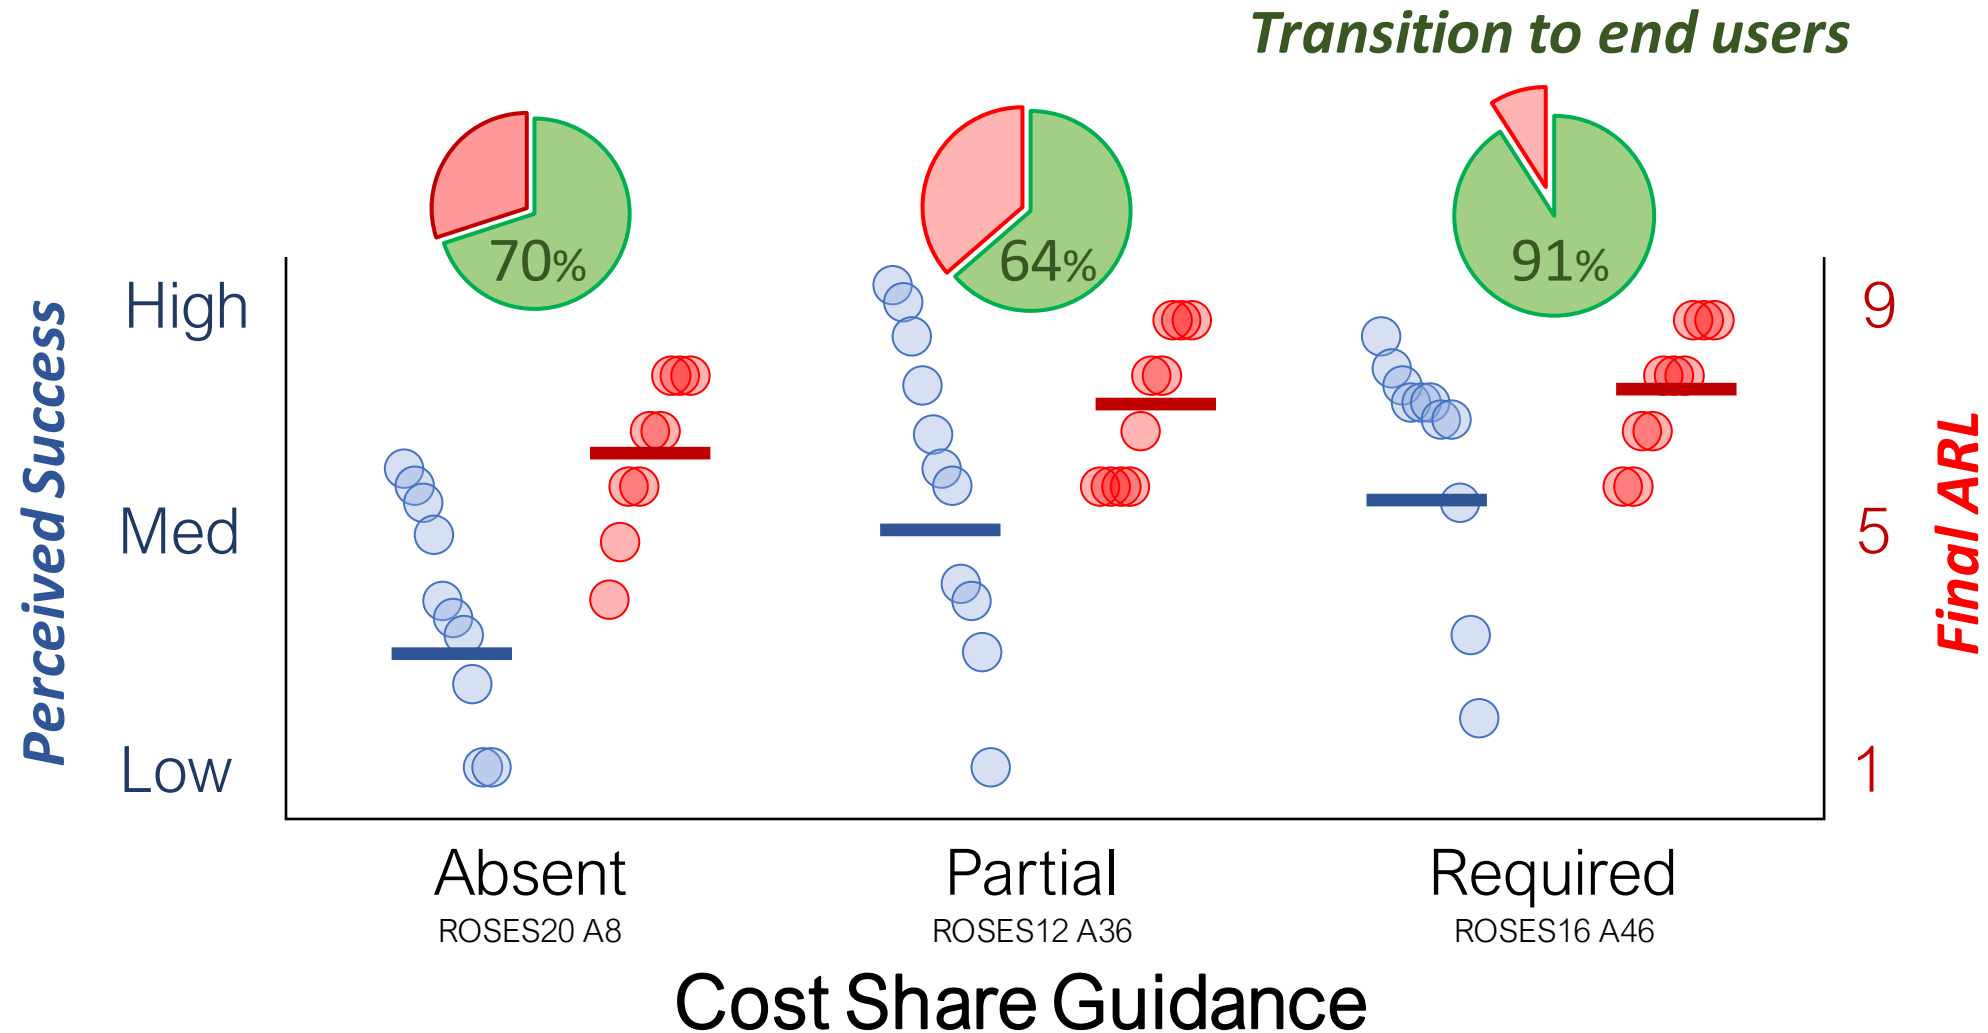 Transition to end users
70%
64%
91%
Perceived Success
High
Med
Low
9
5
1
Final ARL
Absent
Partial
Required
ROSES20 A8
ROSES12 A36
ROSES16 A46
Cost Share Guidance